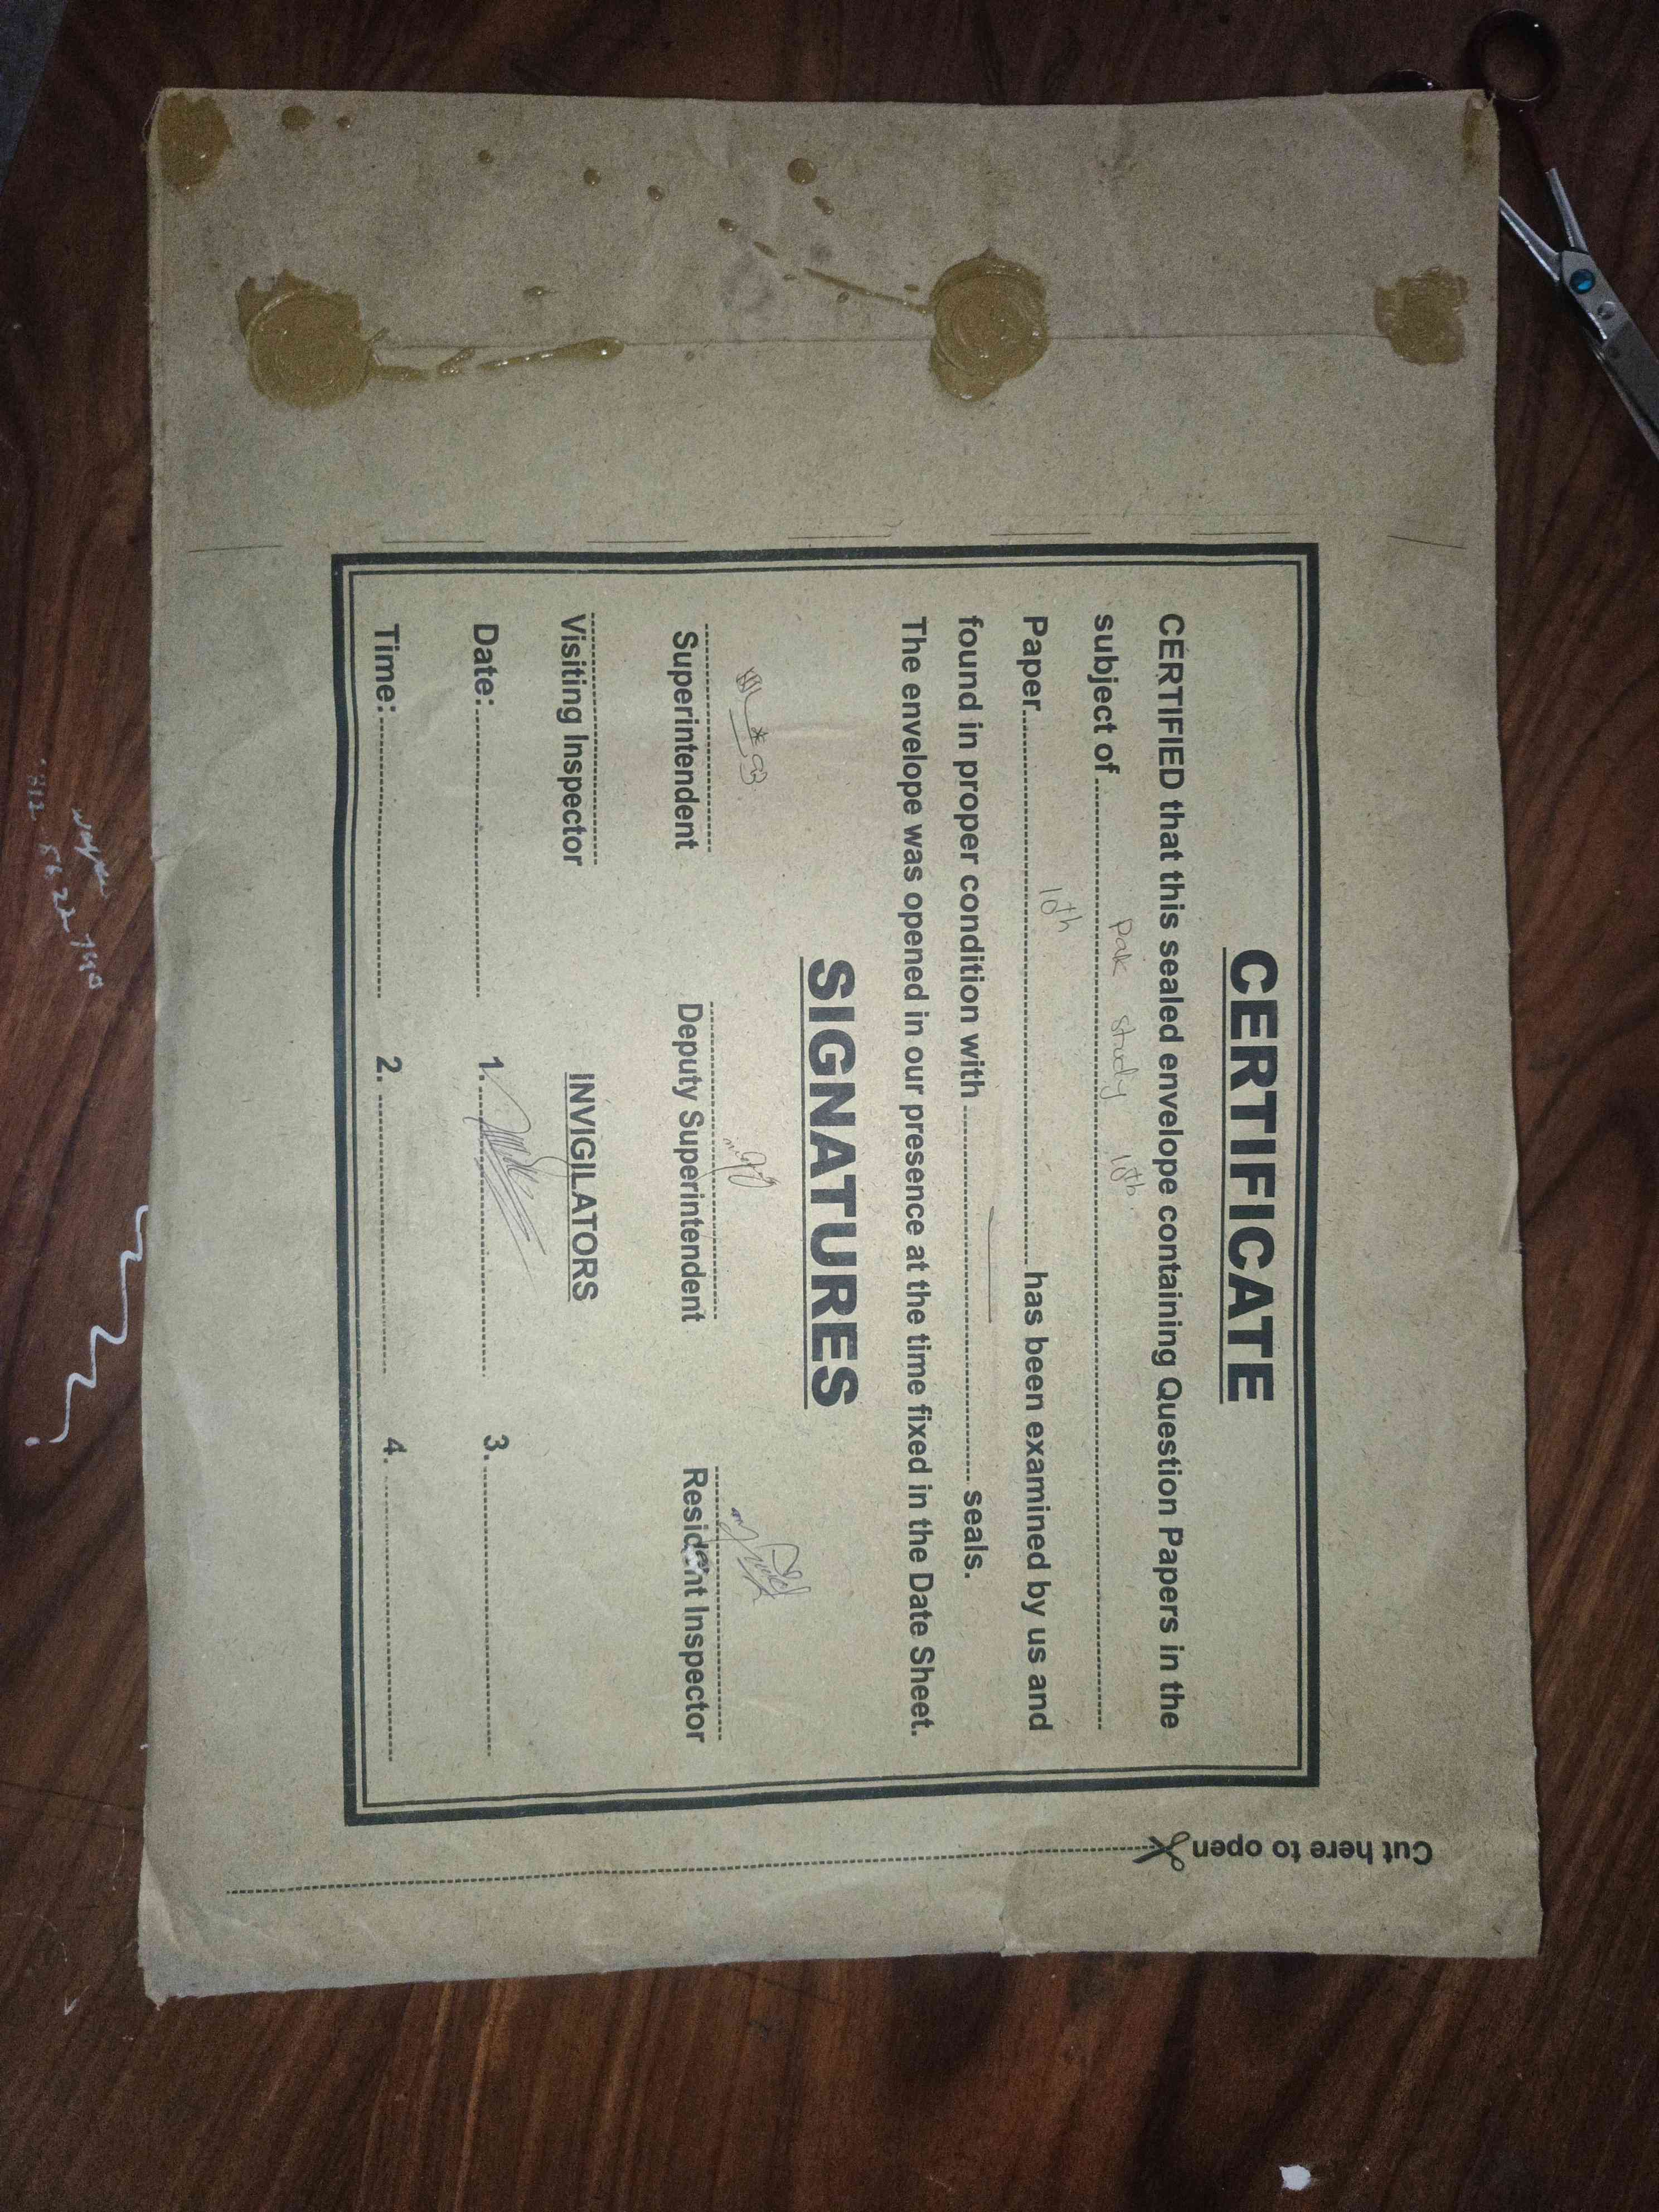 CERTIFICATE
CERTIFIED that this sealed envelope containing Question Papers in the
subject of Pak study 10th
Paper 10th has been examined by us and
found in proper condition with seals.
The envelope was opened in our presence at the time fixed in the Date Sheet.
SIGNATURES
Superintendent Deputy Superintendent Resident Inspector
Visiting Inspector INVIGILATORS
Date: 1. 3.
Time: 2. 4.
Cut here to open